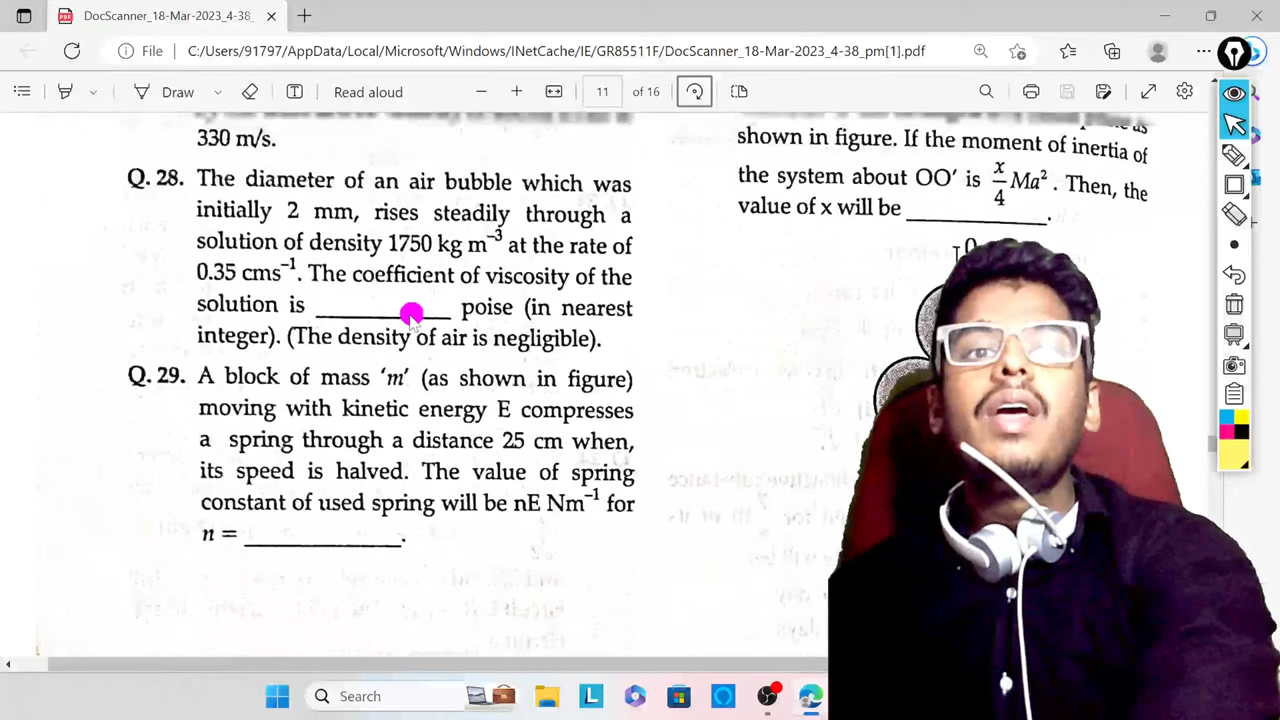 DocScanner_18-Mar-2023_4-38_
File
C:/Users/91797/AppData/Local/Microsoft/Windows/INetCache/IE/GR85511F/DocScanner_18-Mar-2023_4-38_pm[1].pdf
Draw
Read aloud
11 of 16
330 m/s.
Q. 28. The diameter of an air bubble which was
initially 2 mm, rises steadily through a
solution of density 1750 kg m⁻³ at the rate of
0.35 cms⁻¹. The coefficient of viscosity of the
solution is ____________ poise (in nearest
integer). (The density of air is negligible).
Q. 29. A block of mass ‘m’ (as shown in figure)
moving with kinetic energy E compresses
a spring through a distance 25 cm when,
its speed is halved. The value of spring
constant of used spring will be nE Nm⁻¹ for
n = ____________.
shown in figure. If the moment of inertia
the system about OO′ is x/4 Ma². Then, the
value of x will be ____________.
Search